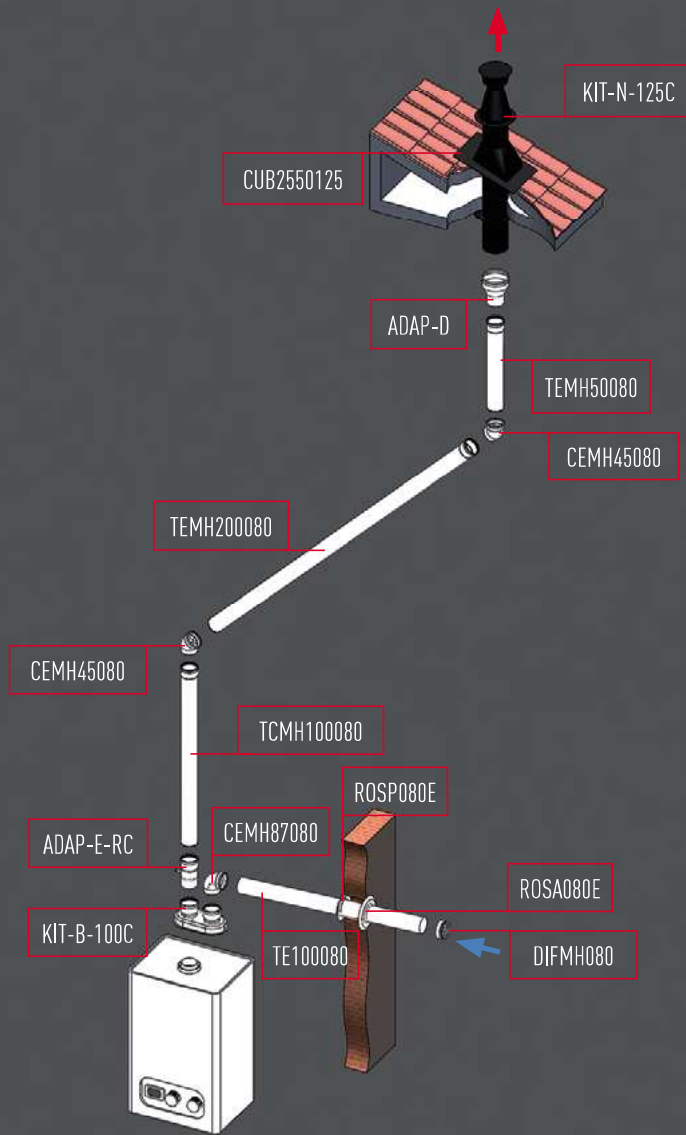 KIT-N-125C
CUB2550125
ADAP-D
TEMH50080
CEMH45080
TEMH200080
CEMH45080
TCMH100080
ROSP080E
CEMH87080
ADAP-E-RC
ROSA080E
KIT-B-100C
TE100080
DIFMH080